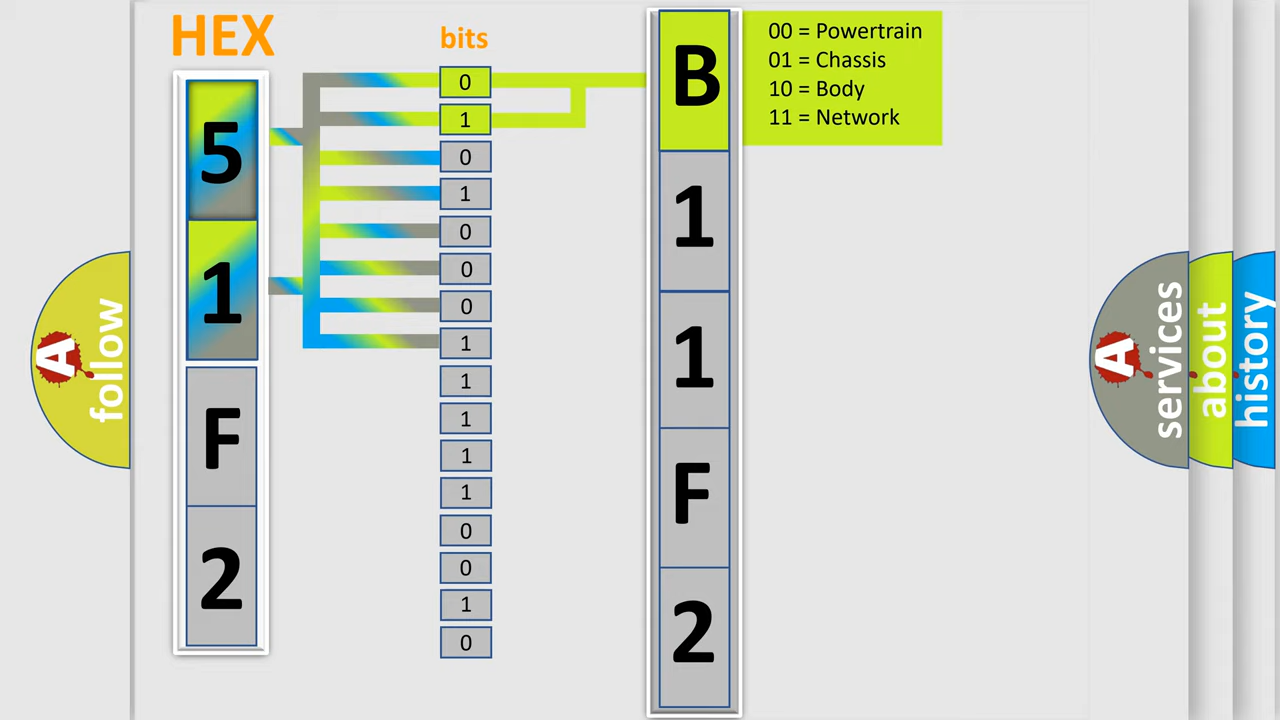 HEX
bits
5
1
F
2
0
1
0
1
0
0
0
1
1
1
1
1
0
0
1
0
B
1
1
F
2
00 = Powertrain
01 = Chassis
10 = Body
11 = Network
A
follow
A
services
about
history